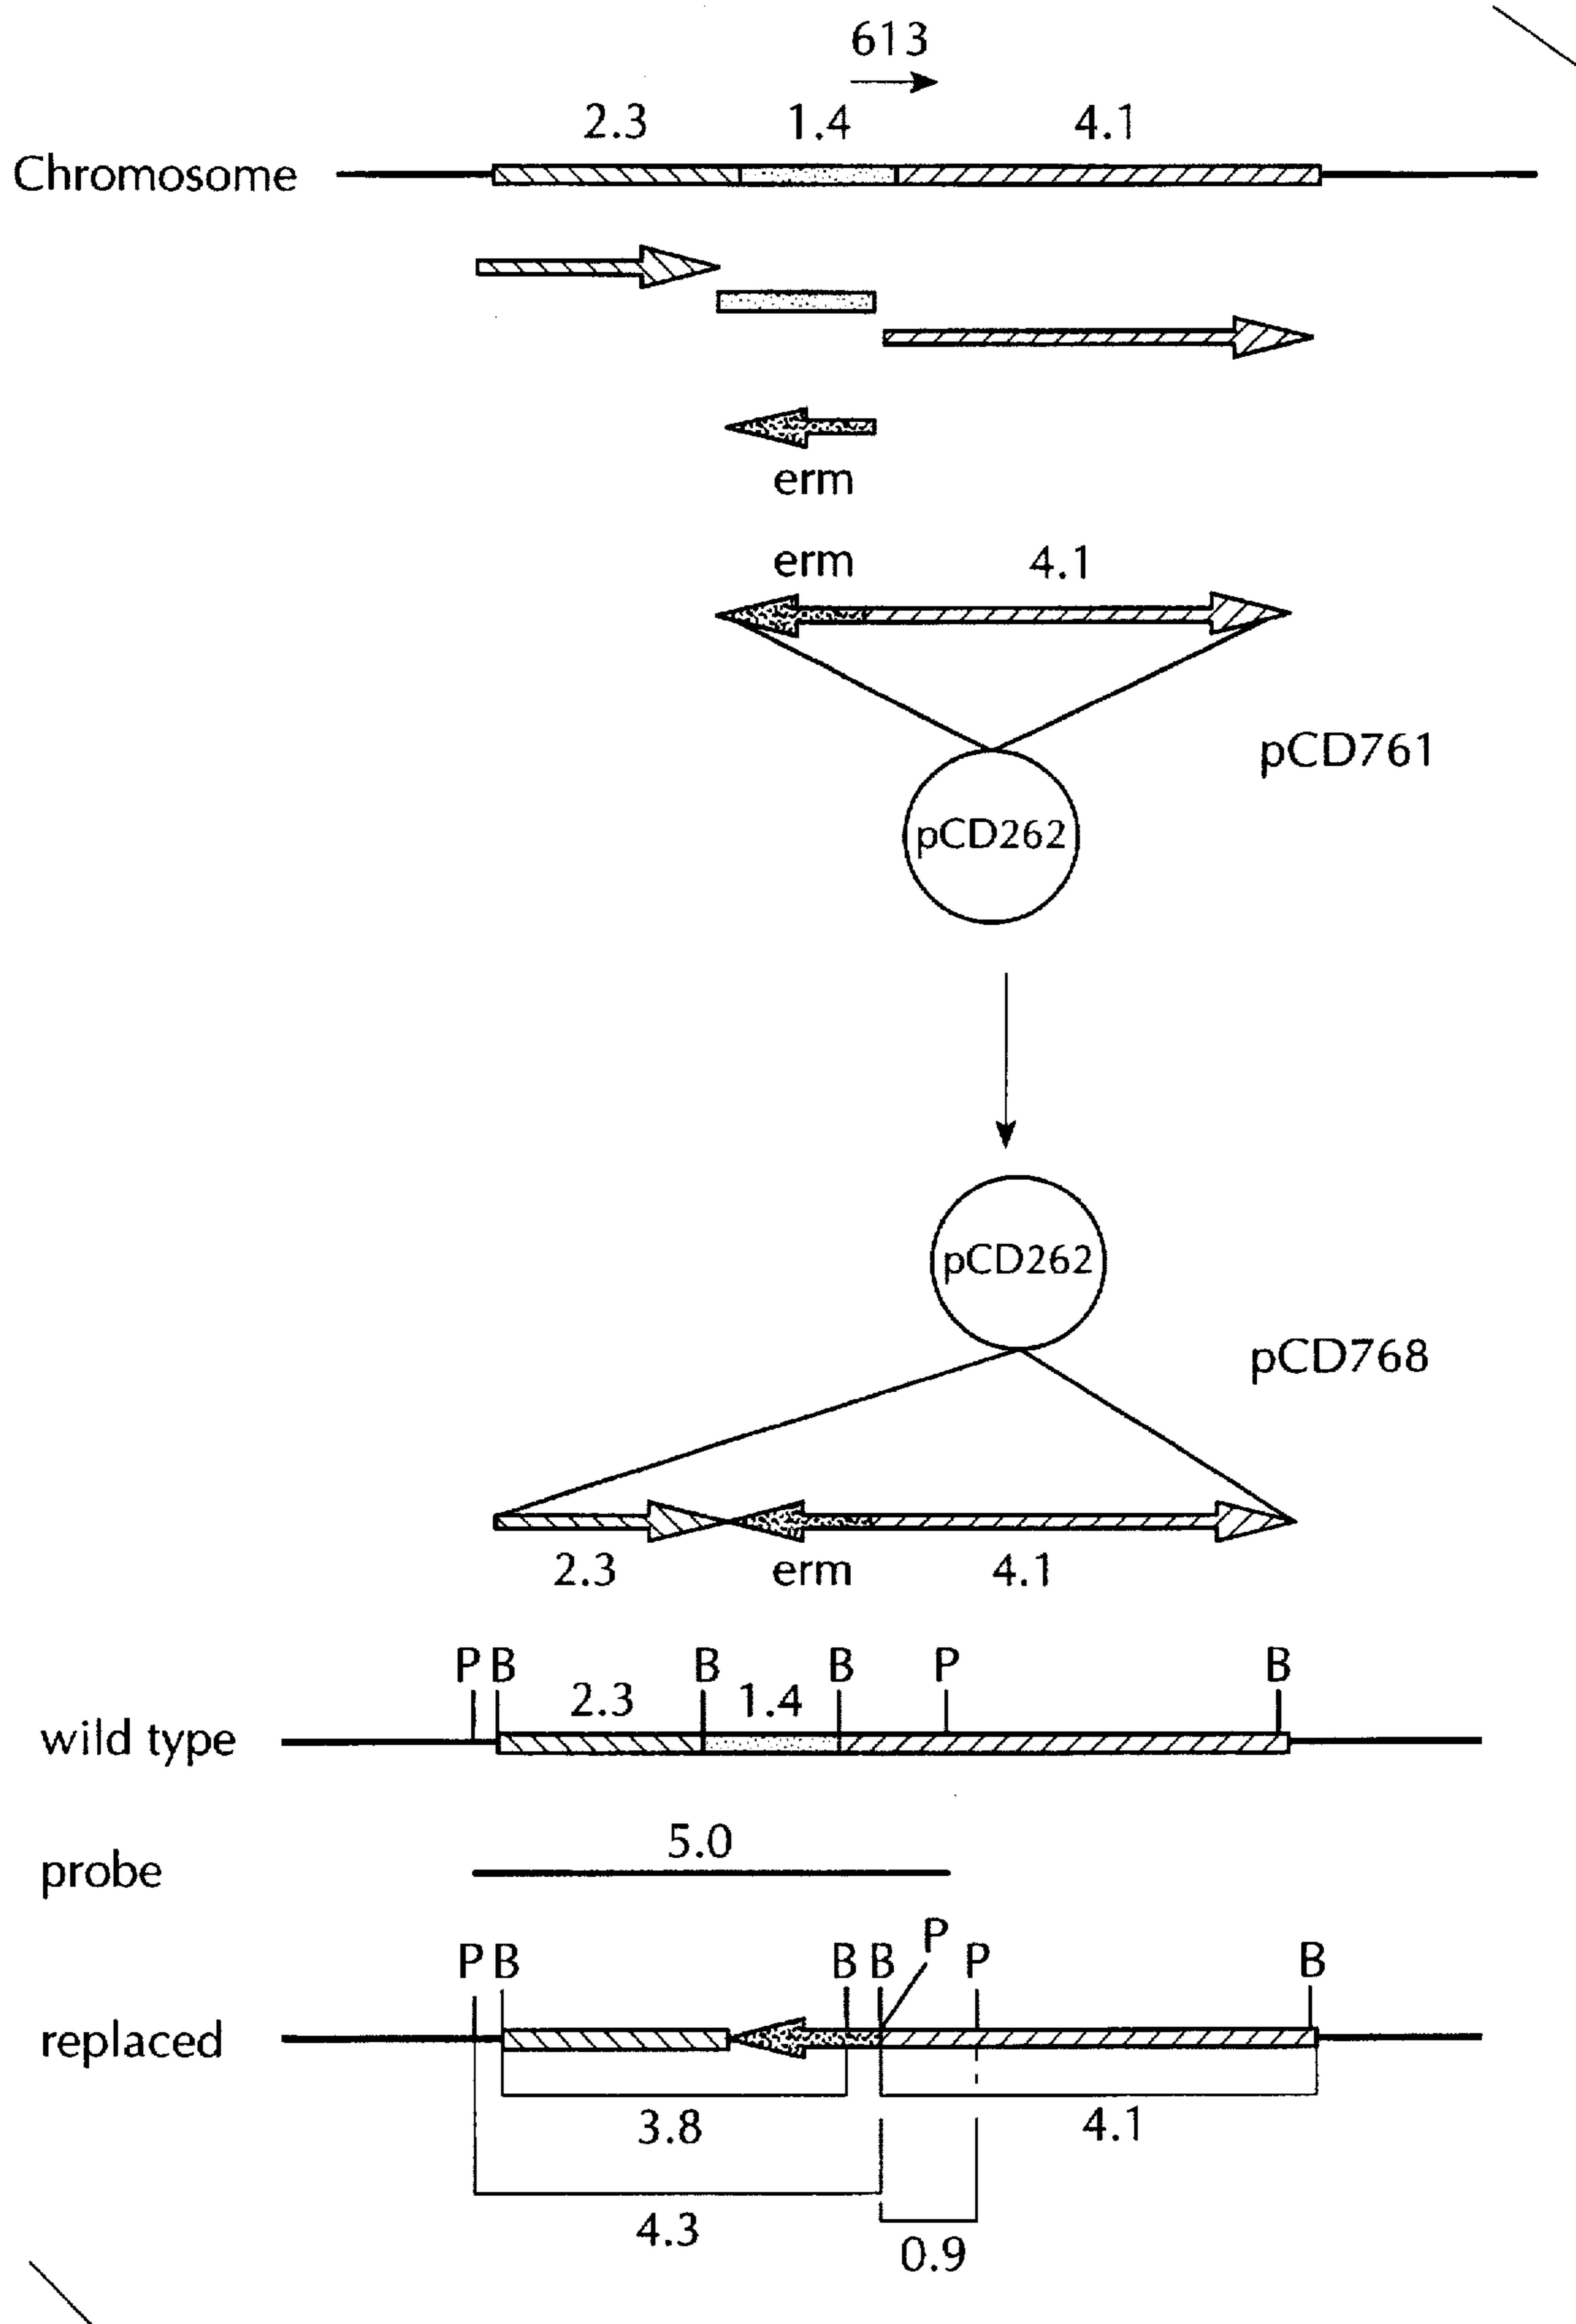 613
2.3 1.4 4.1
Chromosome
erm
erm 4.1
pCD761
pCD262
pCD262
pCD768
2.3 erm 4.1
P B B B P B
2.3 1.4
wild type
5.0
probe
P
P B B B P B
replaced
3.8 4.1
4.3
0.9